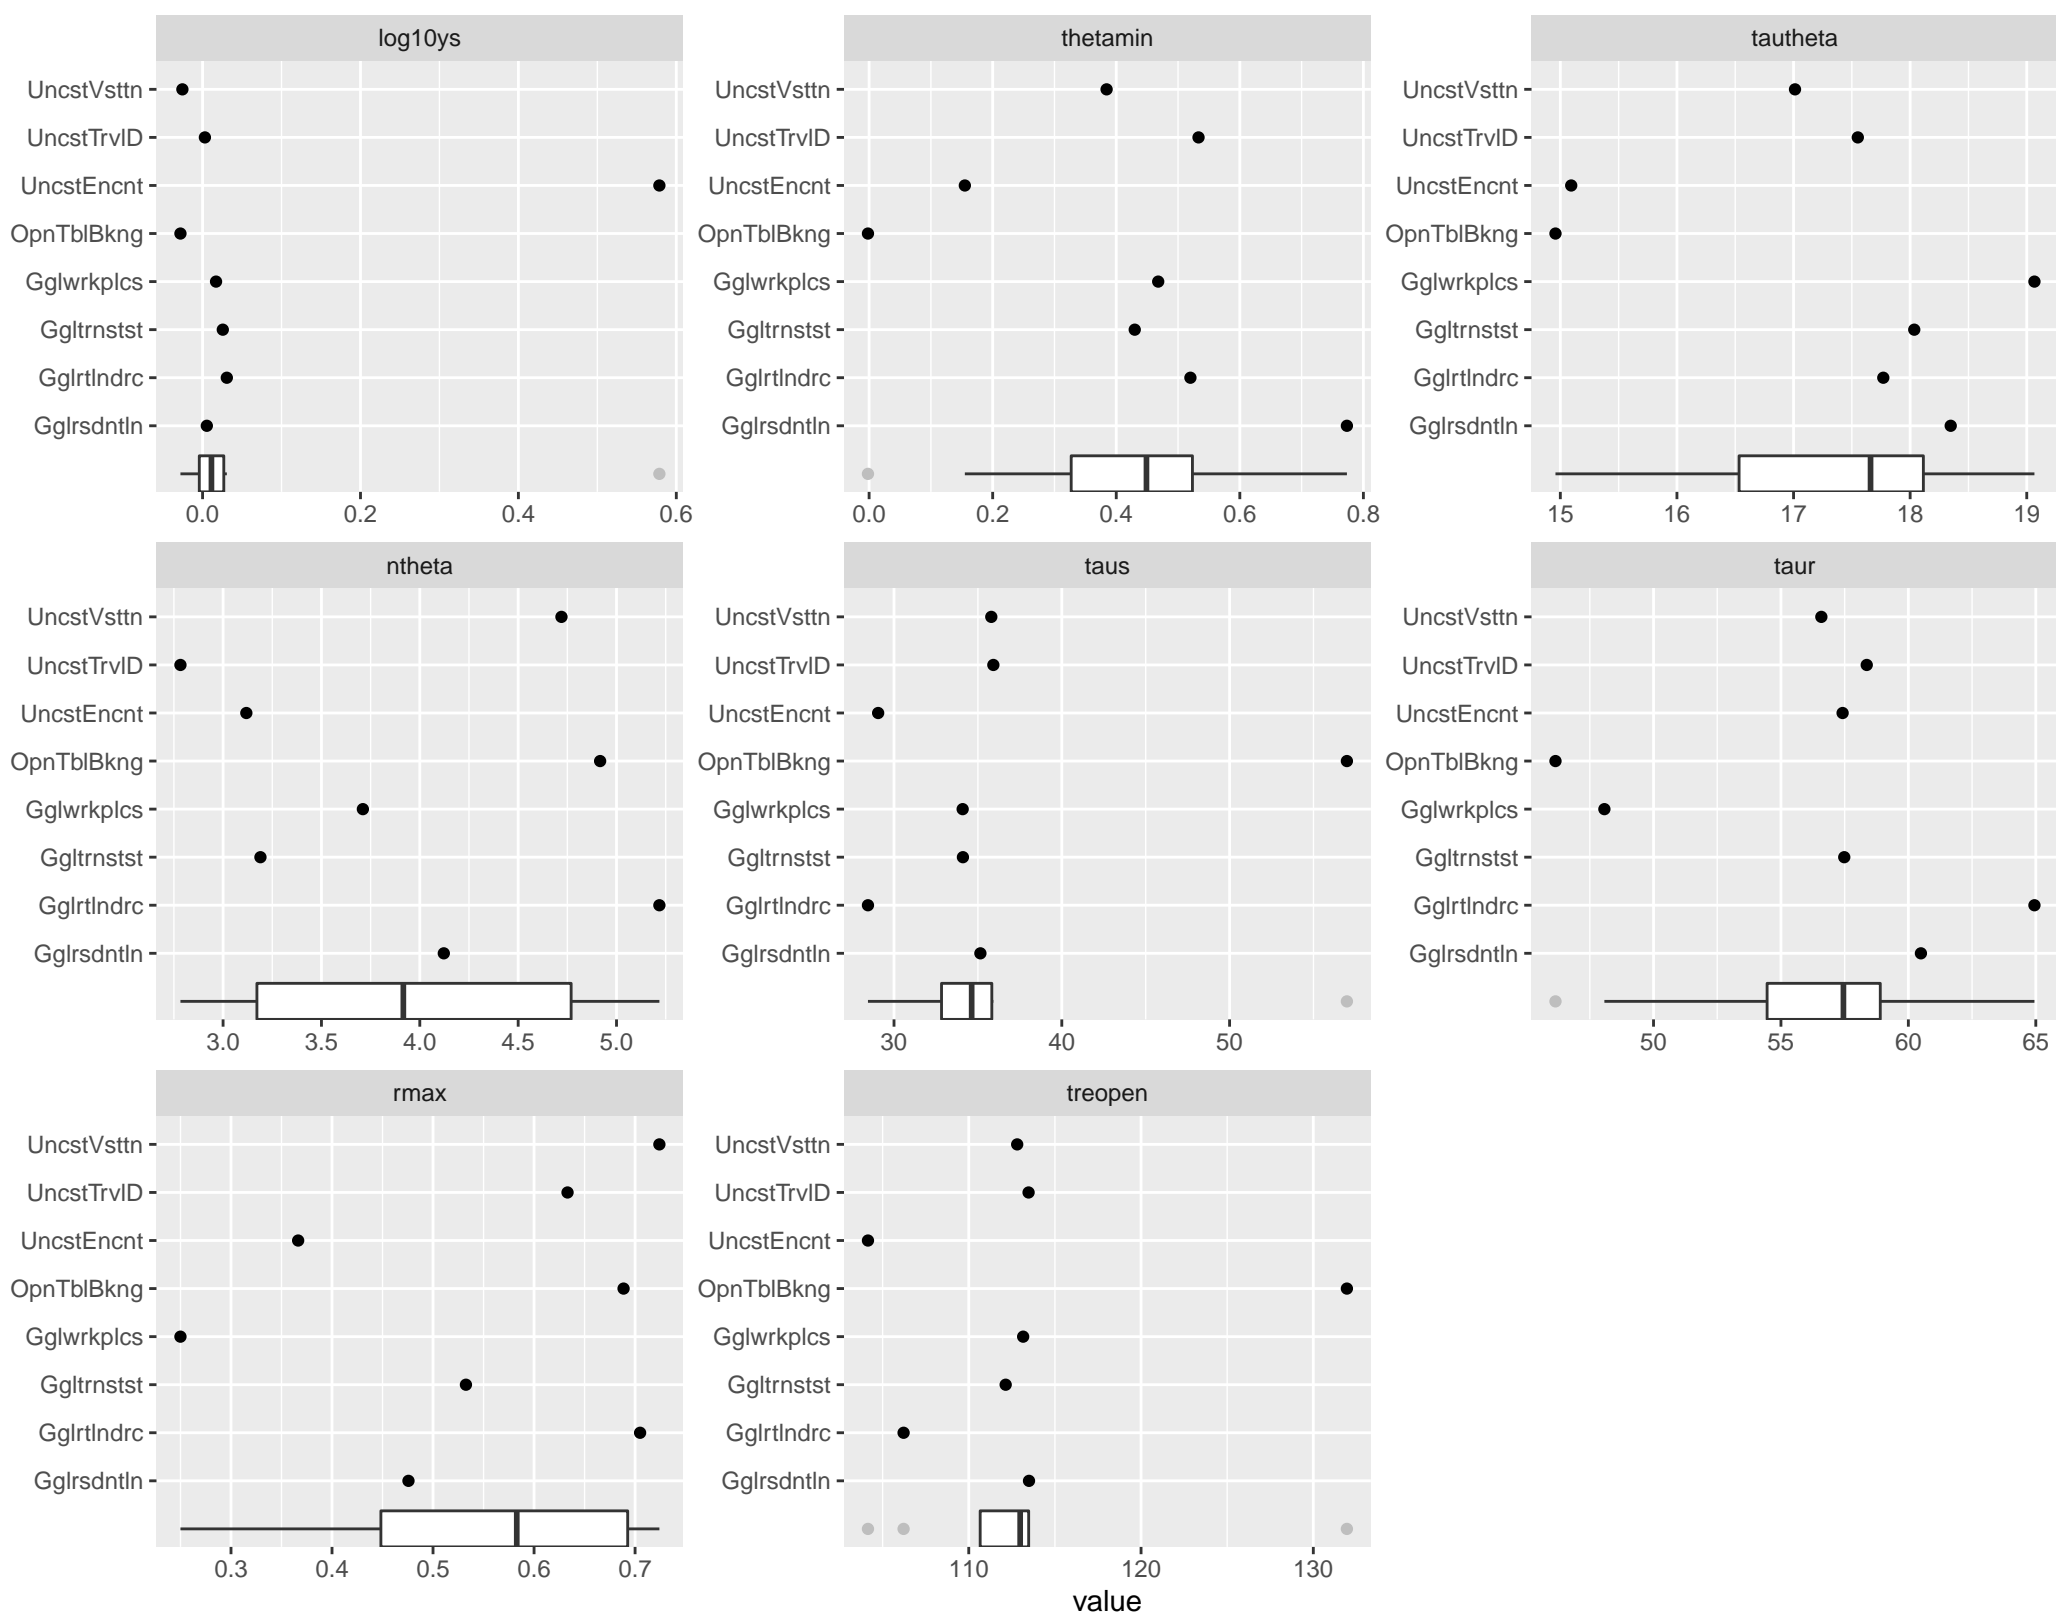 log10ys thetamin tautheta
UncstVsttn UncstVsttn UncstVsttn
UncstTrvlD UncstTrvlD UncstTrvlD
UncstEncnt UncstEncnt UncstEncnt
OpnTblBkng OpnTblBkng OpnTblBkng
Gglwrkplcs Gglwrkplcs Gglwrkplcs
Ggltrnstst Ggltrnstst Ggltrnstst
Gglrtlndrc Gglrtlndrc Gglrtlndrc
Gglrsdntln Gglrsdntln Gglrsdntln
0.0 0.2 0.4 0.6 0.0 0.2 0.4 0.6 0.8 15 16 17 18 19
ntheta taus taur
UncstVsttn UncstVsttn UncstVsttn
UncstTrvlD UncstTrvlD UncstTrvlD
UncstEncnt UncstEncnt UncstEncnt
OpnTblBkng OpnTblBkng OpnTblBkng
Gglwrkplcs Gglwrkplcs Gglwrkplcs
Ggltrnstst Ggltrnstst Ggltrnstst
Gglrtlndrc Gglrtlndrc Gglrtlndrc
Gglrsdntln Gglrsdntln Gglrsdntln
3.0 3.5 4.0 4.5 5.0 30 40 50 50 55 60 65
rmax treopen
UncstVsttn UncstVsttn
UncstTrvlD UncstTrvlD
UncstEncnt UncstEncnt
OpnTblBkng OpnTblBkng
Gglwrkplcs Gglwrkplcs
Ggltrnstst Ggltrnstst
Gglrtlndrc Gglrtlndrc
Gglrsdntln Gglrsdntln
0.3 0.4 0.5 0.6 0.7 110 120 130
value